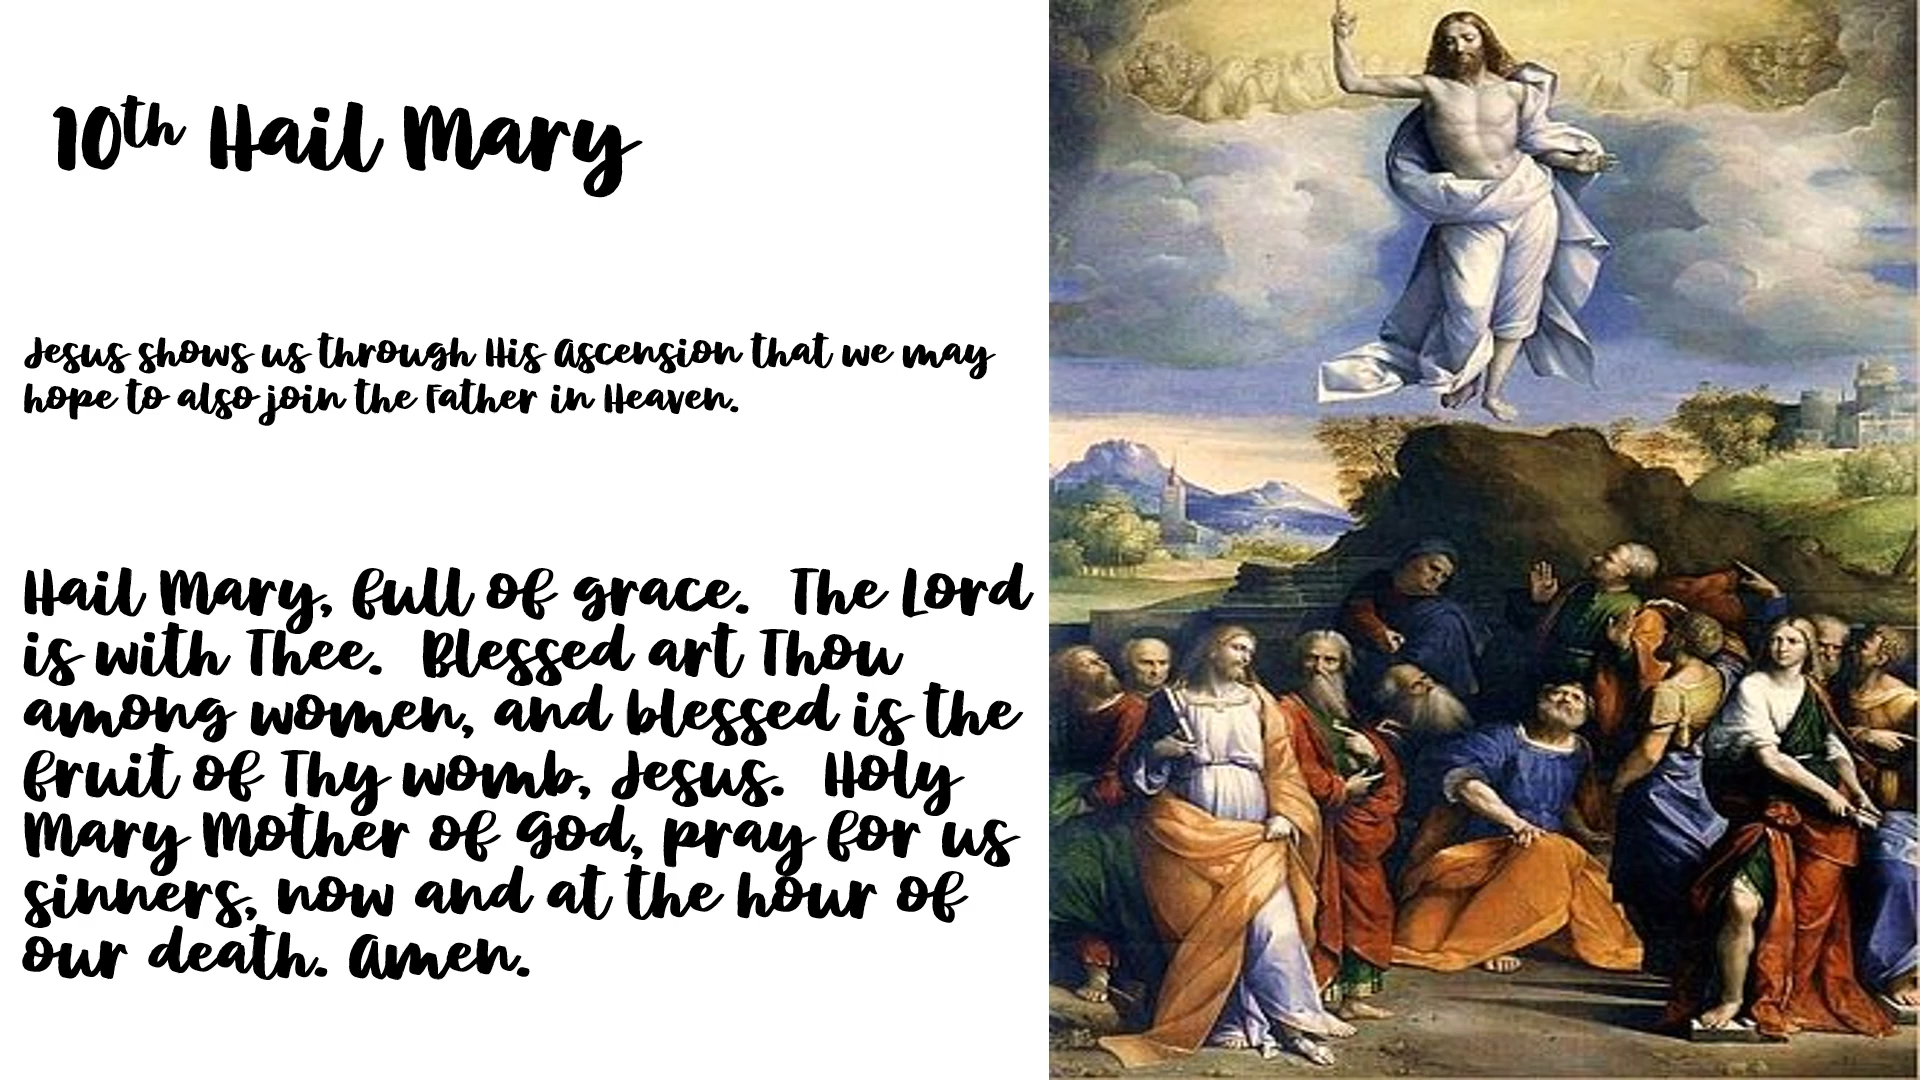 10th Hail Mary
Jesus shows us through His Ascension that we may
hope to also join the Father in Heaven.
Hail Mary, full of grace.  The Lord
is with Thee.  Blessed art Thou
among women, and blessed is the
fruit of Thy womb, Jesus.  Holy
Mary Mother of God, pray for us
sinners, now and at the hour of
our death. Amen.